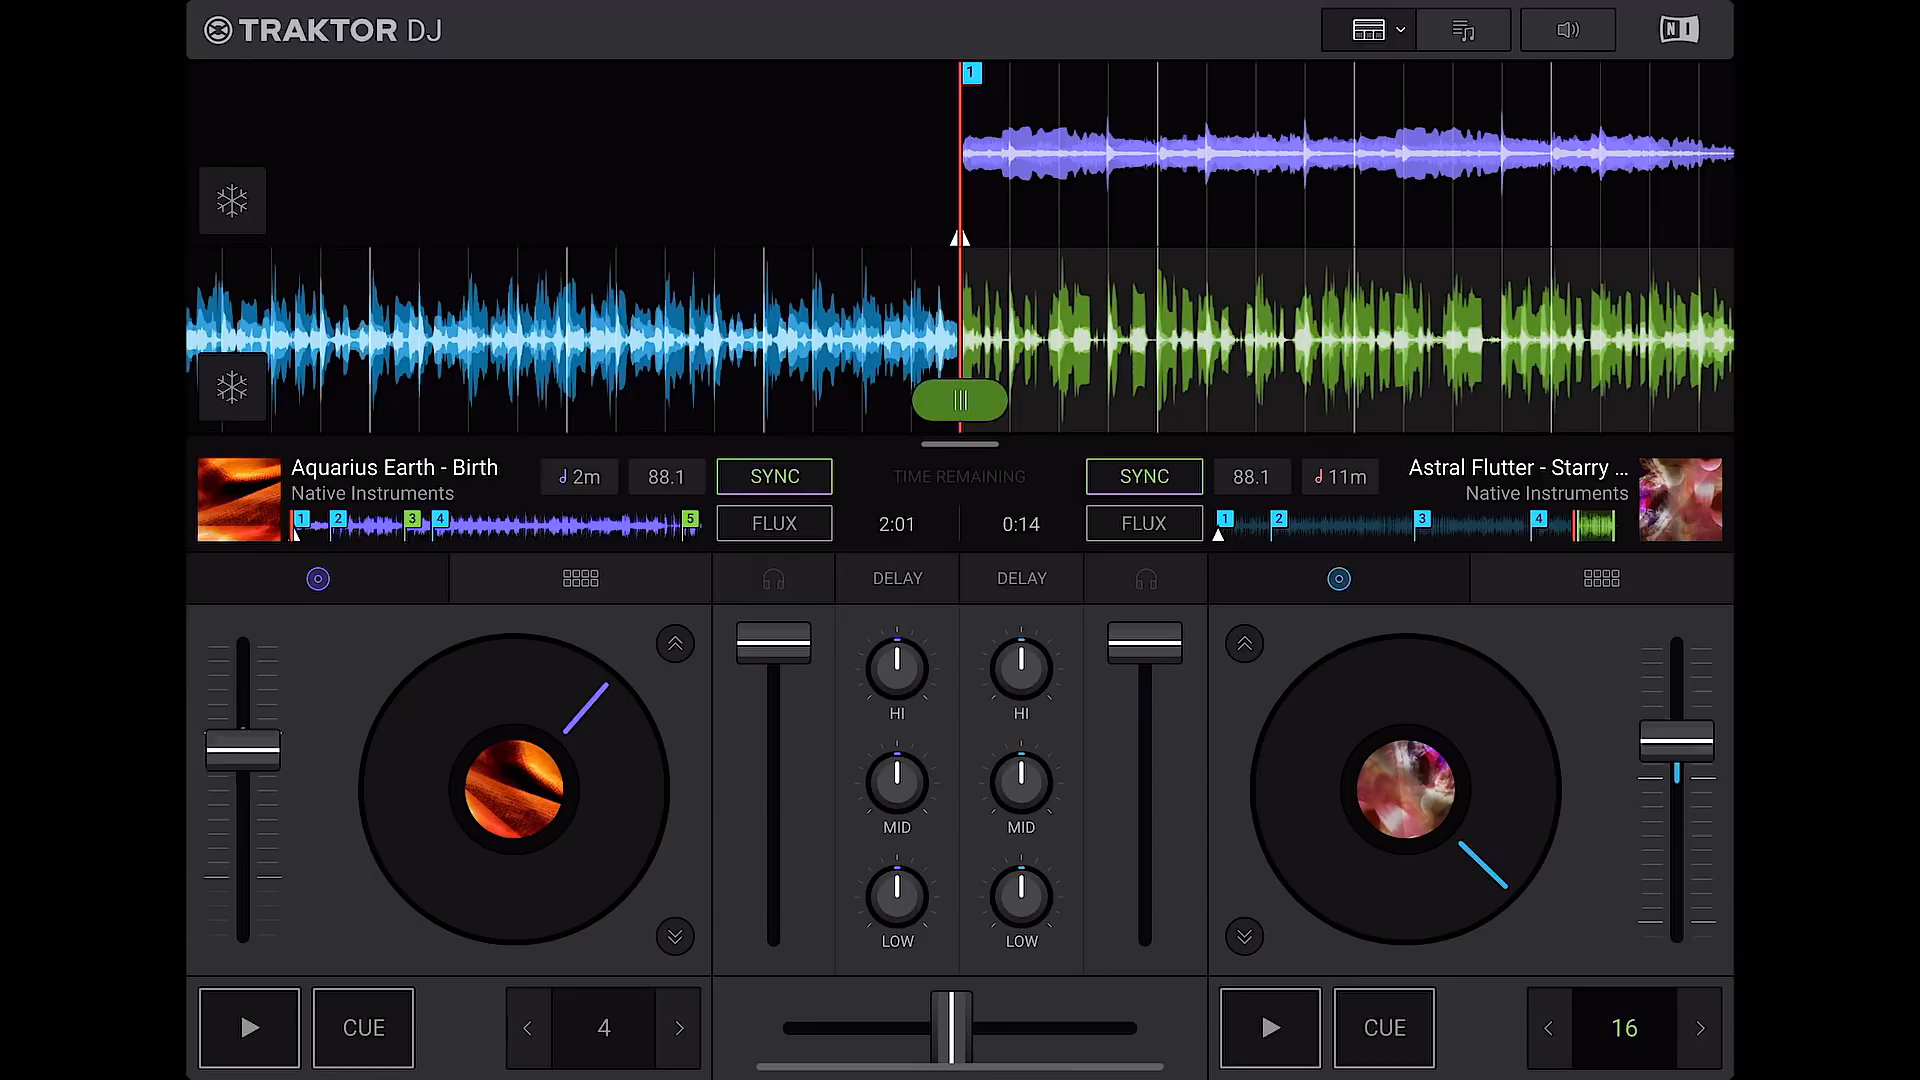 TRAKTOR DJ
NI
1
Aquarius Earth - Birth
Native Instruments
2m
88.1
SYNC
FLUX
1 2 3 4 5
TIME REMAINING
2:01 0:14
SYNC
FLUX
88.1
11m
Astral Flutter - Starry ...
Native Instruments
1 2 3 4
DELAY DELAY
HI HI
MID MID
LOW LOW
CUE 4
CUE 16